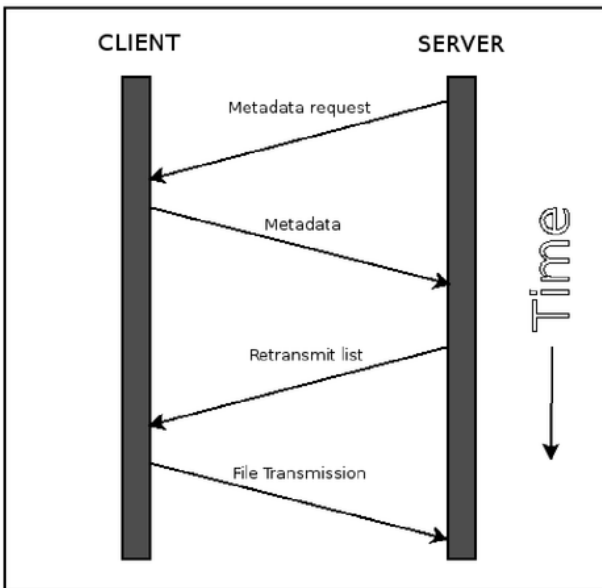 CLIENT
SERVER
Metadata request
Metadata
Retransmit list
File Transmission
Time